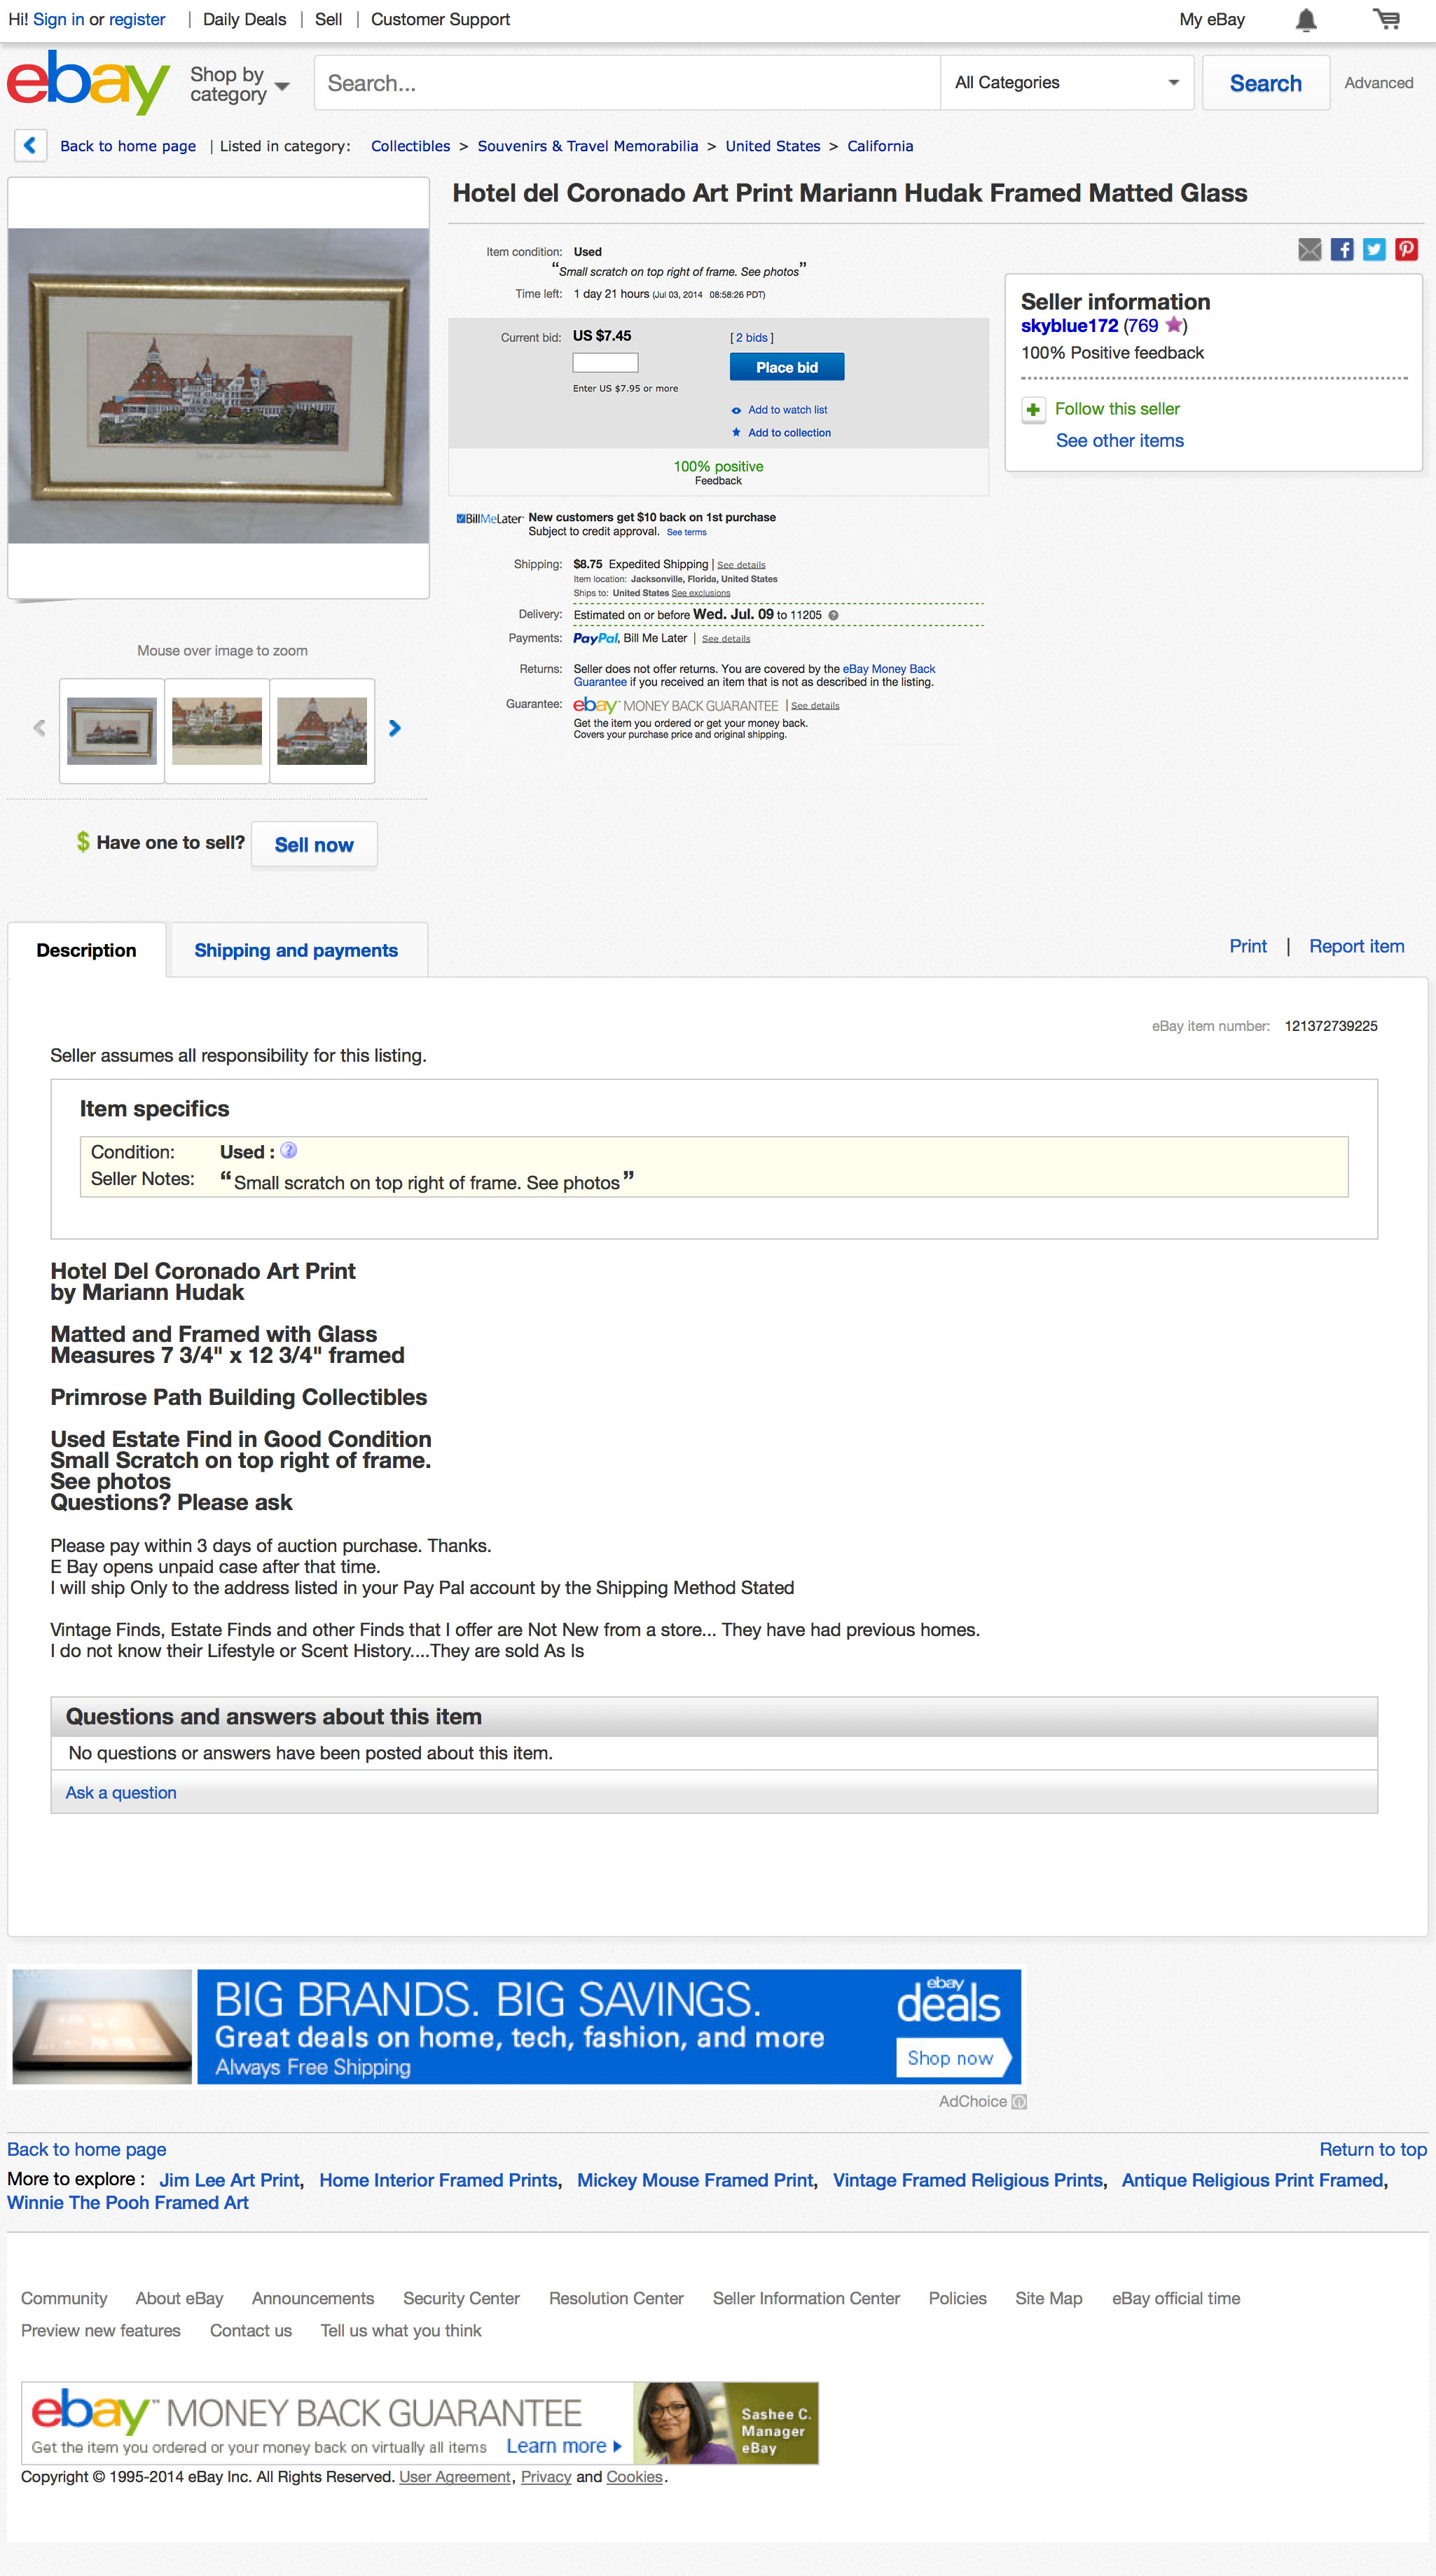 Hi! Sign in or register | Daily Deals | Sell | Customer Support
My eBay
ebay
Shop by
category
Search...
All Categories
Search
Advanced
Back to home page | Listed in category: Collectibles > Souvenirs & Travel Memorabilia > United States > California
Hotel del Coronado Art Print Mariann Hudak Framed Matted Glass
Item condition: Used
“Small scratch on top right of frame. See photos”
Time left: 1 day 21 hours (Jul 03, 2014 08:58:26 PDT)
Current bid: US $7.45
[ 2 bids ]
Place bid
Enter US $7.95 or more
Add to watch list
Add to collection
100% positive
Feedback
Seller information
skyblue172 (769)
100% Positive feedback
Follow this seller
See other items
BillMeLater New customers get $10 back on 1st purchase
Subject to credit approval. See terms
Shipping: $8.75 Expedited Shipping | See details
Item location: Jacksonville, Florida, United States
Ships to: United States See exclusions
Delivery: Estimated on or before Wed. Jul. 09 to 11205
Payments: PayPal, Bill Me Later | See details
Returns: Seller does not offer returns. You are covered by the eBay Money Back
Guarantee if you received an item that is not as described in the listing.
Guarantee: ebay™ MONEY BACK GUARANTEE | See details
Get the item you ordered or get your money back.
Covers your purchase price and original shipping.
Mouse over image to zoom
$ Have one to sell? Sell now
Description
Shipping and payments
Print | Report item
eBay item number: 121372739225
Seller assumes all responsibility for this listing.
Item specifics
Condition: Used :
Seller Notes: “Small scratch on top right of frame. See photos”
Hotel Del Coronado Art Print
by Mariann Hudak
Matted and Framed with Glass
Measures 7 3/4" x 12 3/4" framed
Primrose Path Building Collectibles
Used Estate Find in Good Condition
Small Scratch on top right of frame.
See photos
Questions? Please ask
Please pay within 3 days of auction purchase. Thanks.
E Bay opens unpaid case after that time.
I will ship Only to the address listed in your Pay Pal account by the Shipping Method Stated
Vintage Finds, Estate Finds and other Finds that I offer are Not New from a store... They have had previous homes.
I do not know their Lifestyle or Scent History....They are sold As Is
Questions and answers about this item
No questions or answers have been posted about this item.
Ask a question
BIG BRANDS. BIG SAVINGS.
Great deals on home, tech, fashion, and more
Always Free Shipping
ebay
deals
Shop now
AdChoice
Back to home page
Return to top
More to explore : Jim Lee Art Print, Home Interior Framed Prints, Mickey Mouse Framed Print, Vintage Framed Religious Prints, Antique Religious Print Framed,
Winnie The Pooh Framed Art
Community About eBay Announcements Security Center Resolution Center Seller Information Center Policies Site Map eBay official time
Preview new features Contact us Tell us what you think
ebay™ MONEY BACK GUARANTEE
Get the item you ordered or your money back on virtually all items Learn more
Sashee C.
Manager
eBay
Copyright © 1995-2014 eBay Inc. All Rights Reserved. User Agreement, Privacy and Cookies.